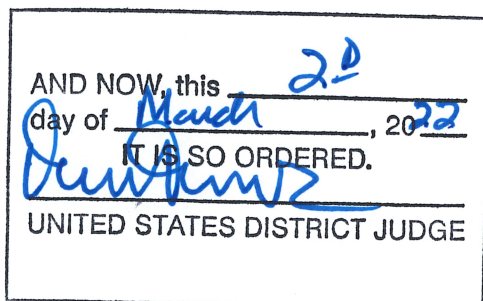 AND NOW, this 2D
day of March, 2022
IT IS SO ORDERED.
UNITED STATES DISTRICT JUDGE